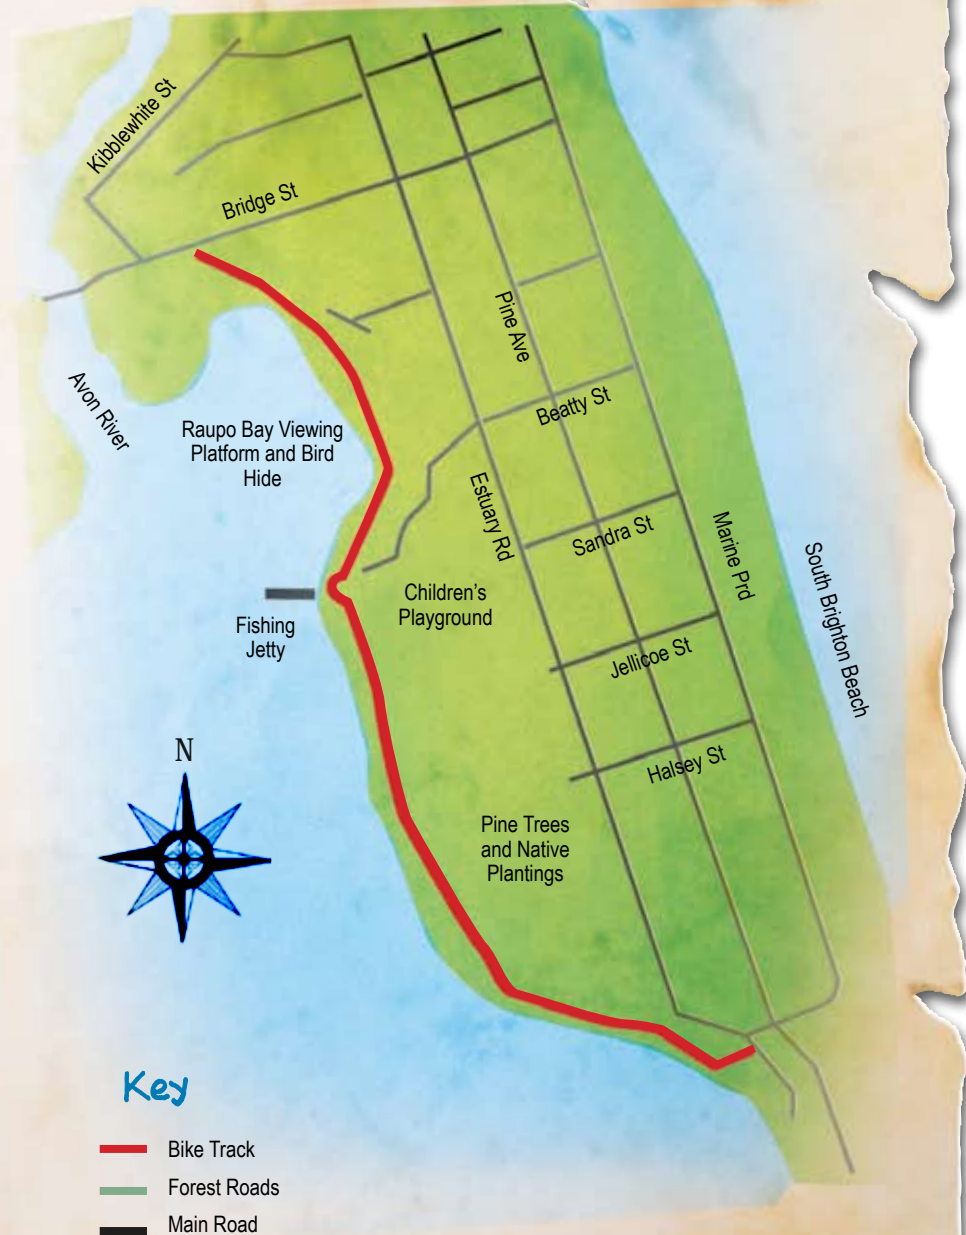 Kibblewhite St
Bridge St
Pine Ave
Avon River
Beatty St
Raupo Bay Viewing
Platform and Bird
Hide
Estuary Rd
Sandra St
Marine Prd
South Brighton Beach
Children’s
Playground
Fishing
Jetty
Jellicoe St
N
Halsey St
Pine Trees
and Native
Plantings
Key
Bike Track
Forest Roads
Main Road